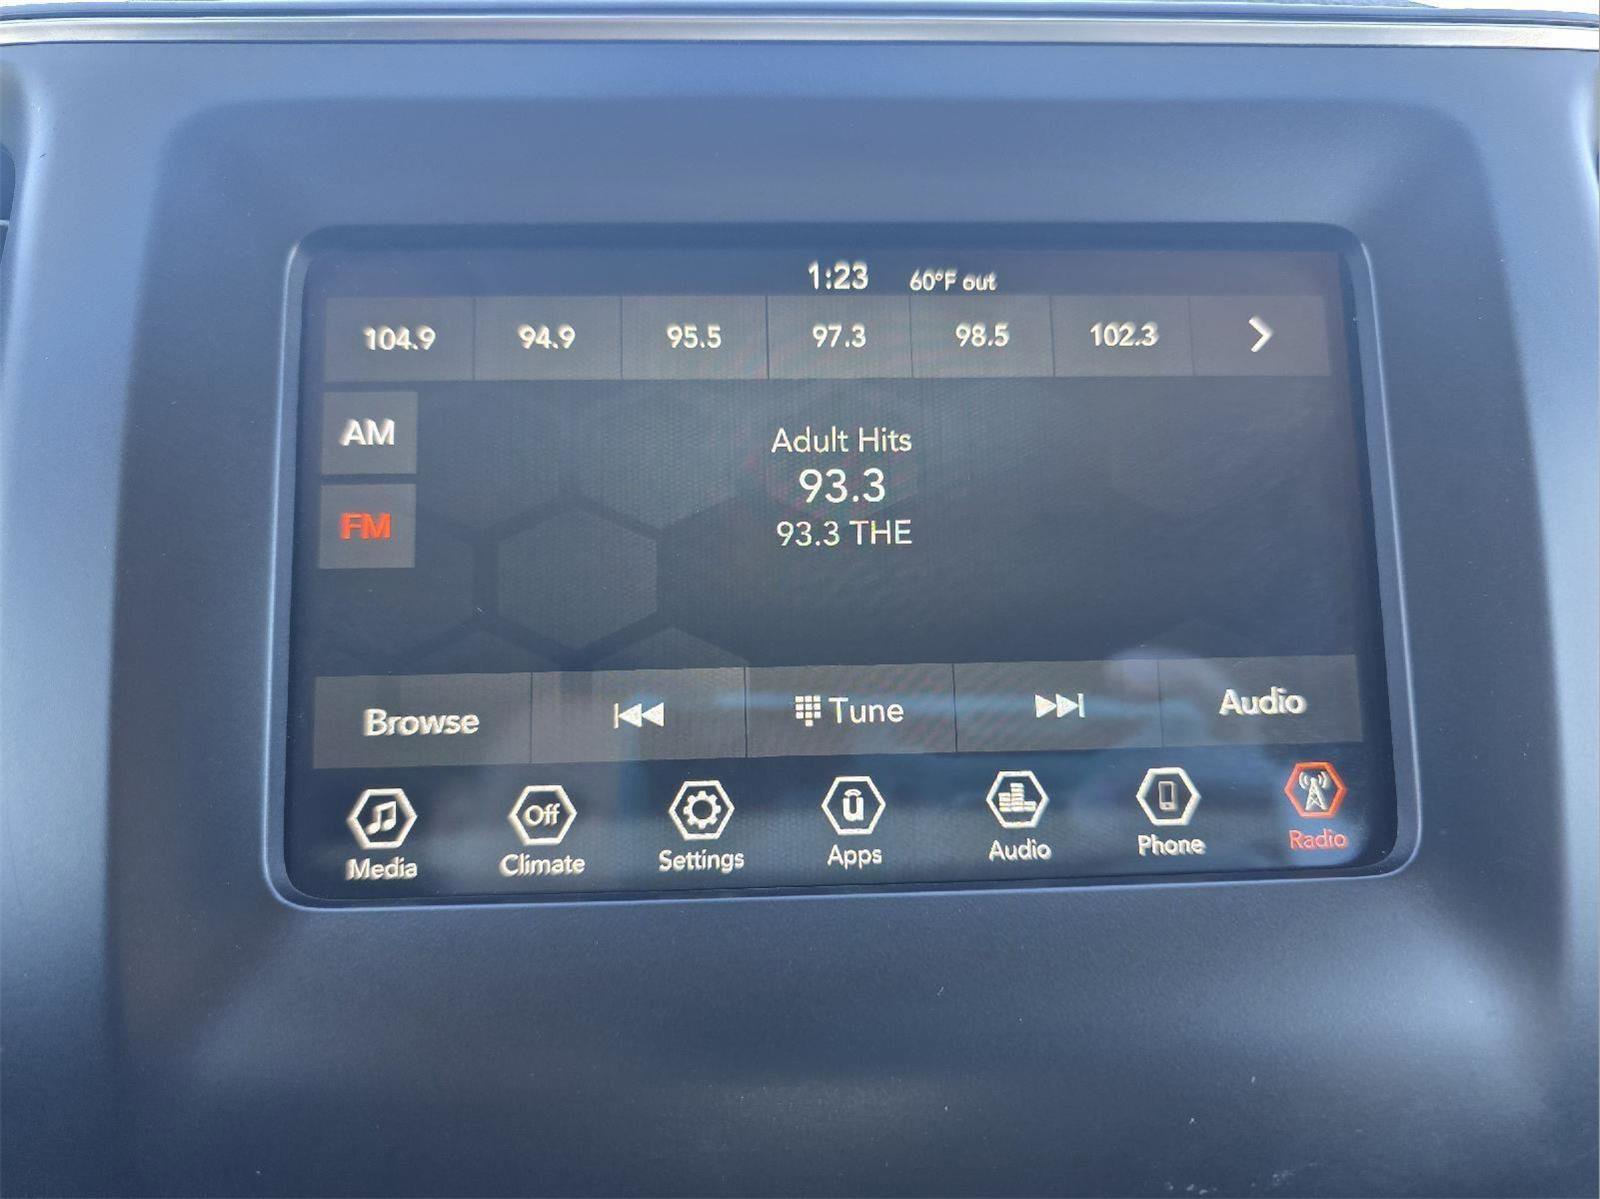 1:23 60°F out
104.9 94.9 95.5 97.3 98.5 102.3
AM
FM
Adult Hits
93.3
93.3 THE
Browse Tune Audio
Off
Media Climate Settings Apps Audio Phone Radio